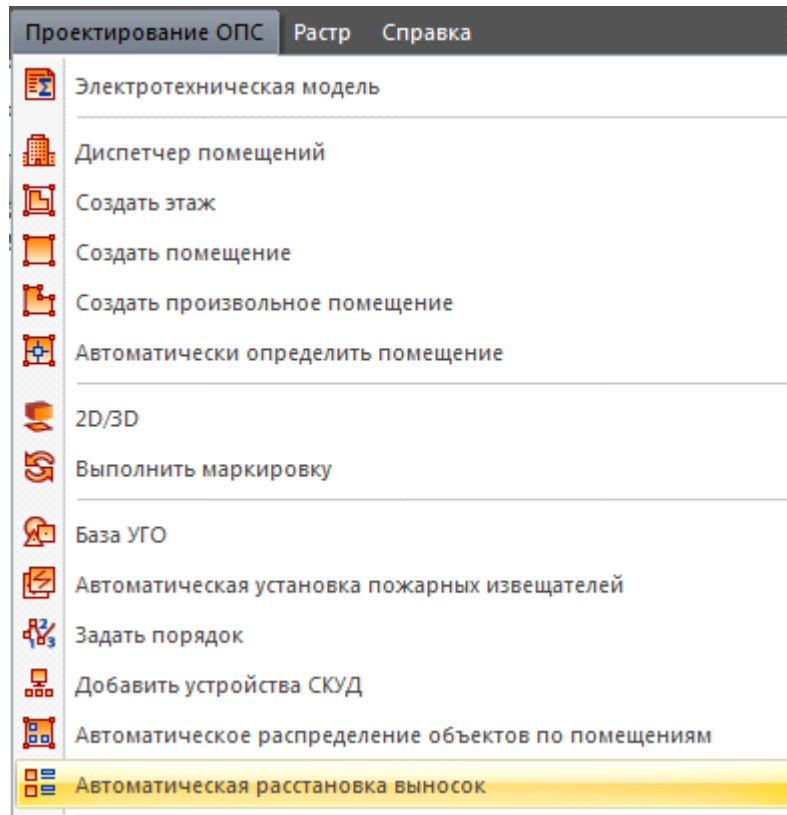 Проектирование ОПС Растр Справка
Электротехническая модель
Диспетчер помещений
Создать этаж
Создать помещение
Создать произвольное помещение
Автоматически определить помещение
2D/3D
Выполнить маркировку
База УГО
Автоматическая установка пожарных извещателей
Задать порядок
Добавить устройства СКУД
Автоматическое распределение объектов по помещениям
Автоматическая расстановка выносок